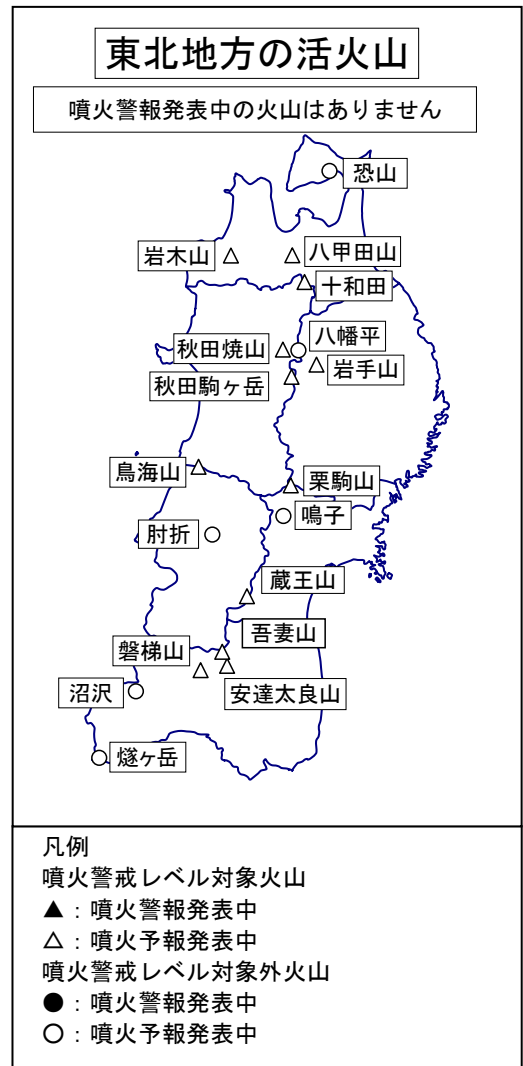 東北地方の活火山
噴火警報発表中の火山はありません
恐山
岩木山
八甲田山
十和田
八幡平
秋田焼山
岩手山
秋田駒ヶ岳
鳥海山
栗駒山
鳴子
肘折
蔵王山
吾妻山
磐梯山
沼沢
安達太良山
燧ヶ岳
凡例
噴火警戒レベル対象火山
▲：噴火警報発表中
△：噴火予報発表中
噴火警戒レベル対象外火山
●：噴火警報発表中
○：噴火予報発表中